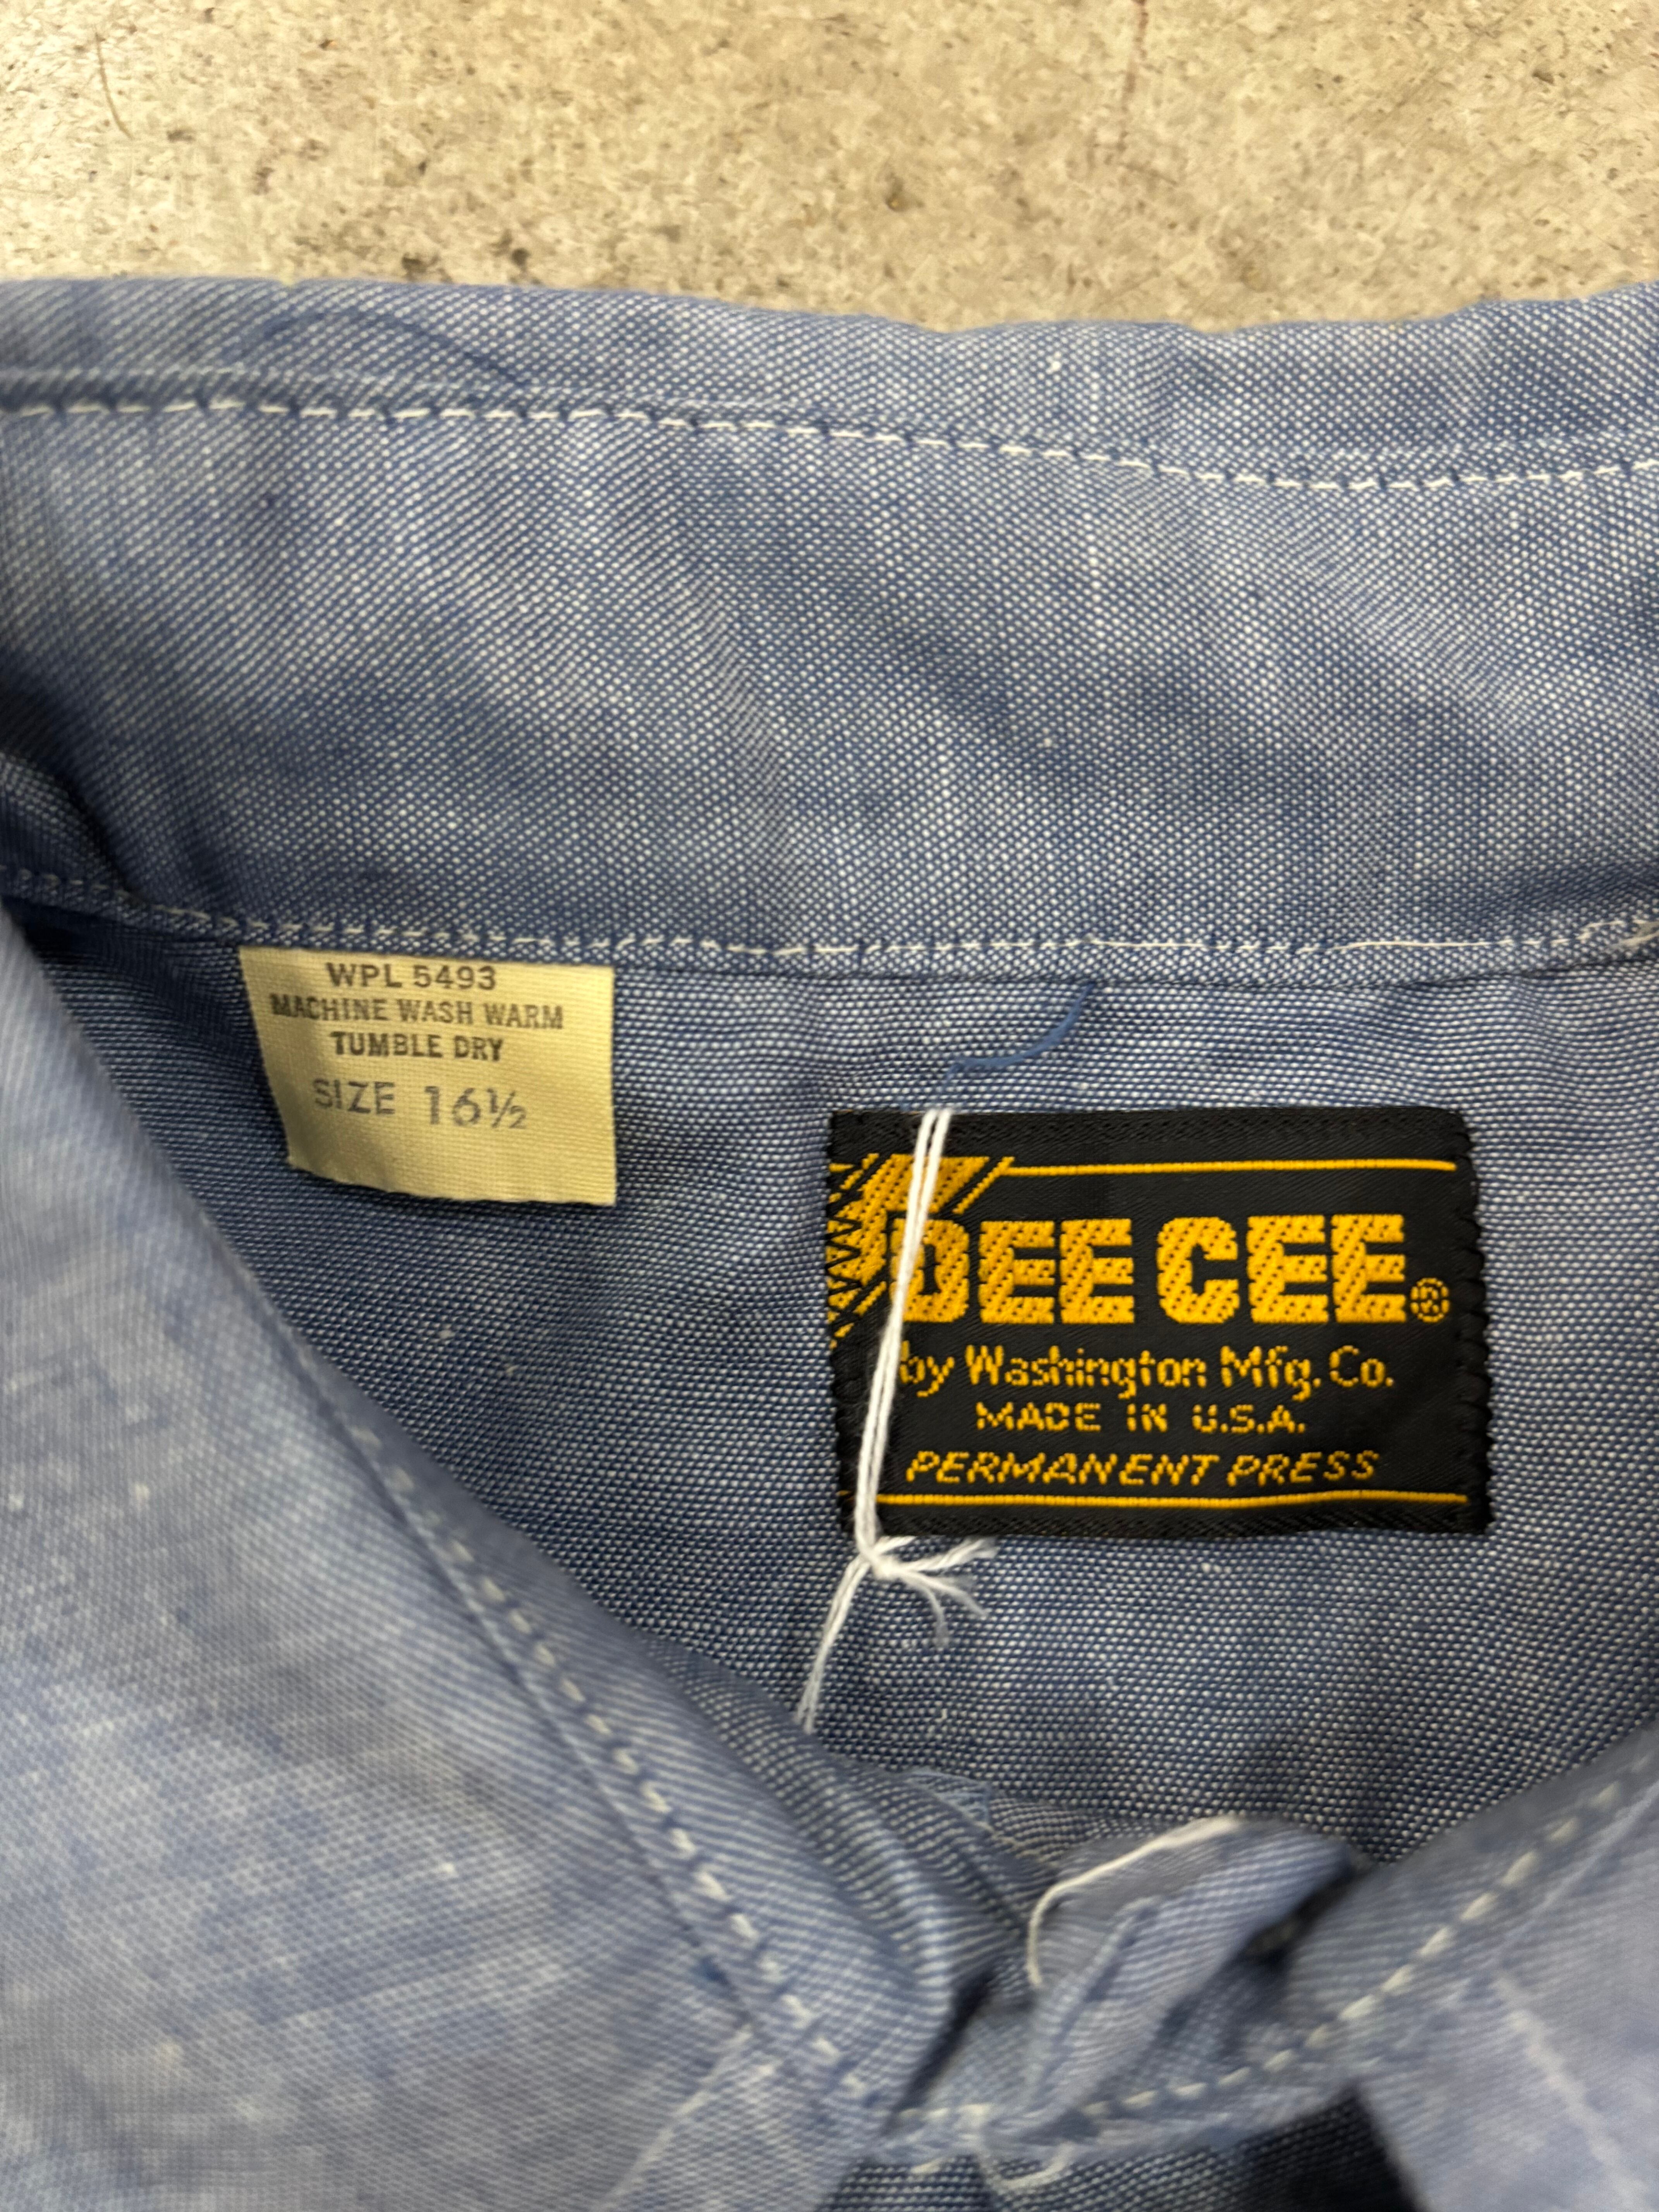 WPL 5493
MACHINE WASH WARM
TUMBLE DRY
SIZE 16½
DEE CEE®
by Washington Mfg. Co.
MADE IN U.S.A.
PERMANENT PRESS